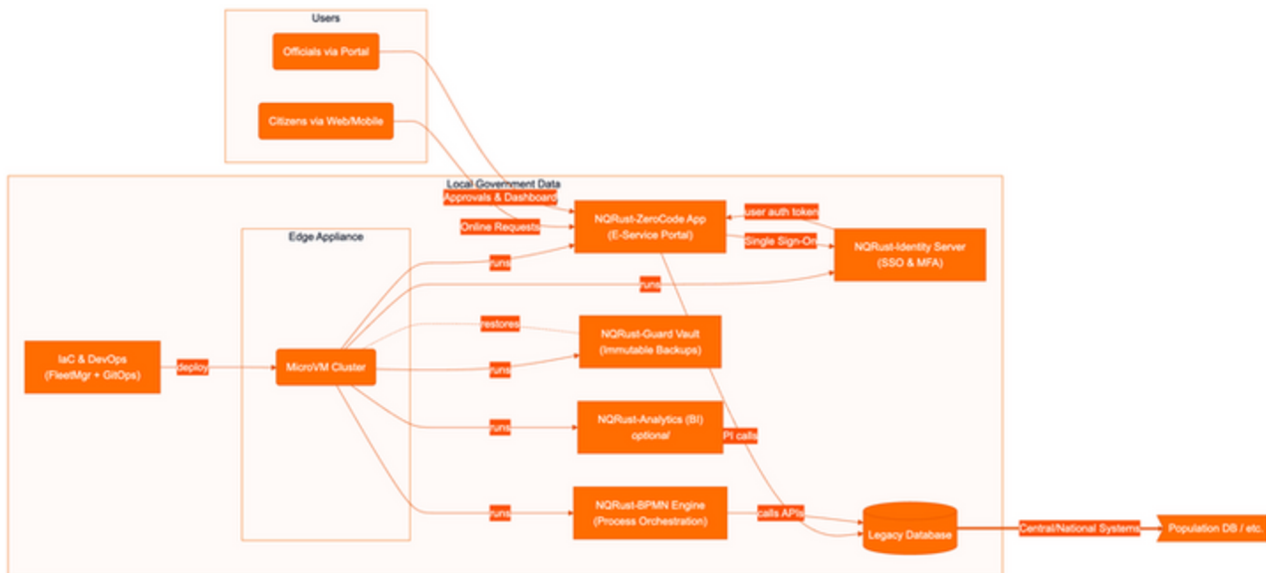 Users
Officials via Portal
Citizens via Web/Mobile
Local Government Data
Approvals & Dashboard
Online Requests
NQRust-ZeroCode App
(E-Service Portal)
user auth token
Single Sign-On
NQRust-Identity Server
(SSO & MFA)
Edge Appliance
runs
runs
restores
NQRust-Guard Vault
(Immutable Backups)
IaC & DevOps
(FleetMgr + GitOps)
deploy
MicroVM Cluster
runs
NQRust-Analytics (BI)
optional
runs
PI calls
NQRust-BPMN Engine
(Process Orchestration)
runs
calls APIs
Legacy Database
Central/National Systems
Population DB / etc.